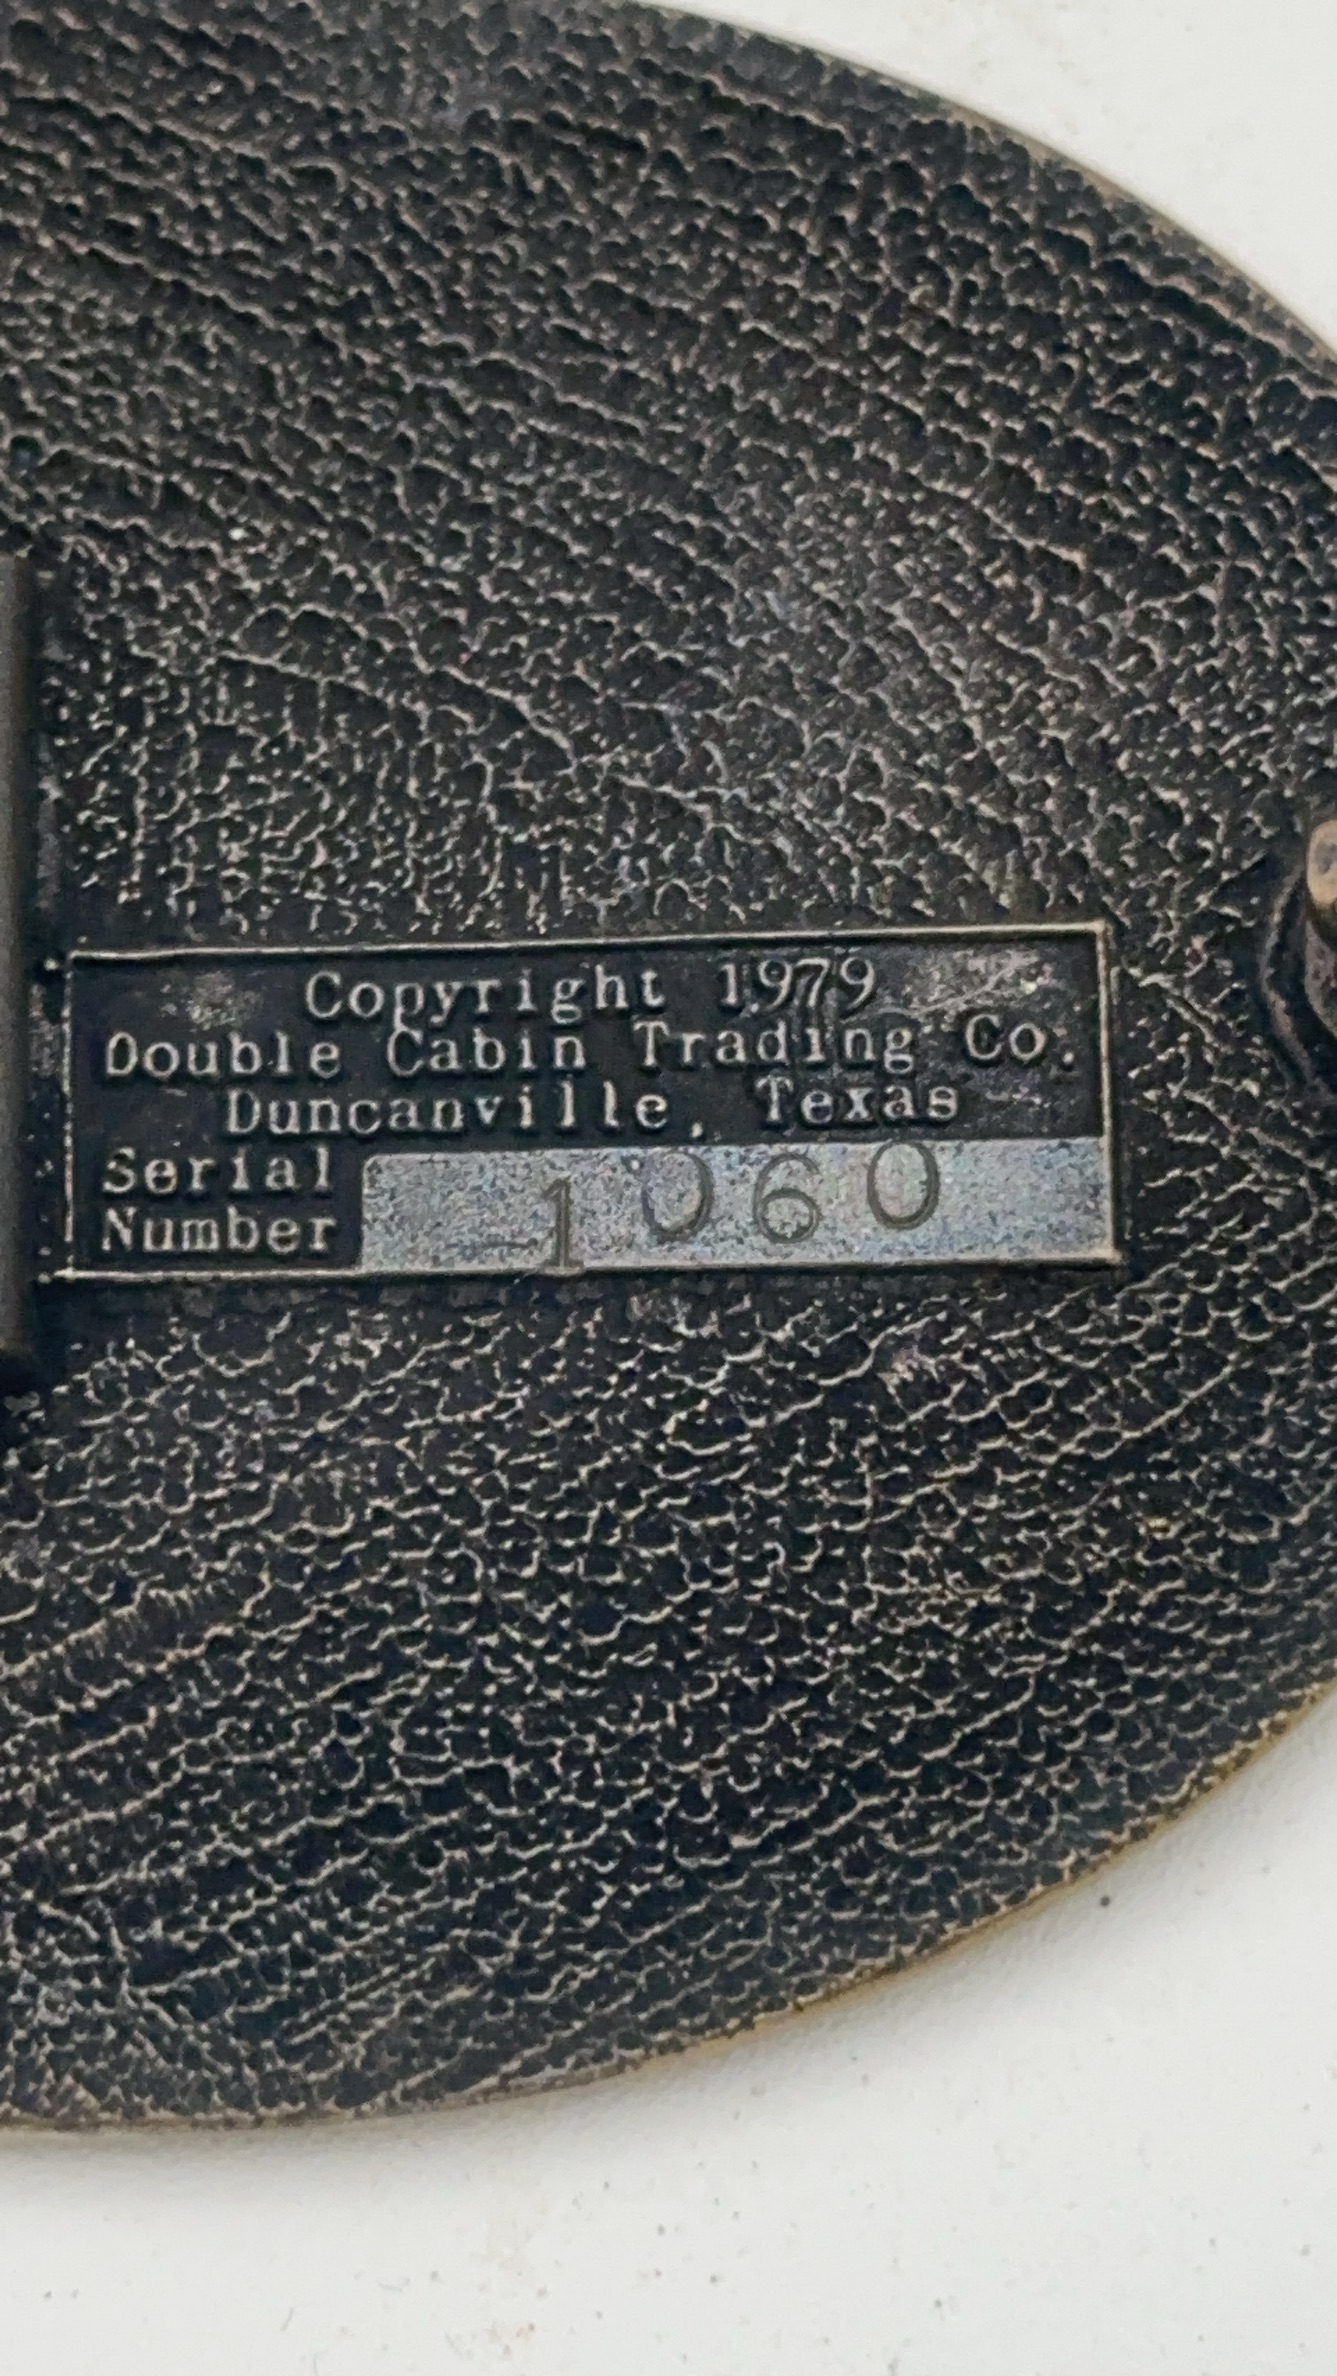 Copyright 1979
Double Cabin Trading Co.
Duncanville, Texas
Serial
Number 1060